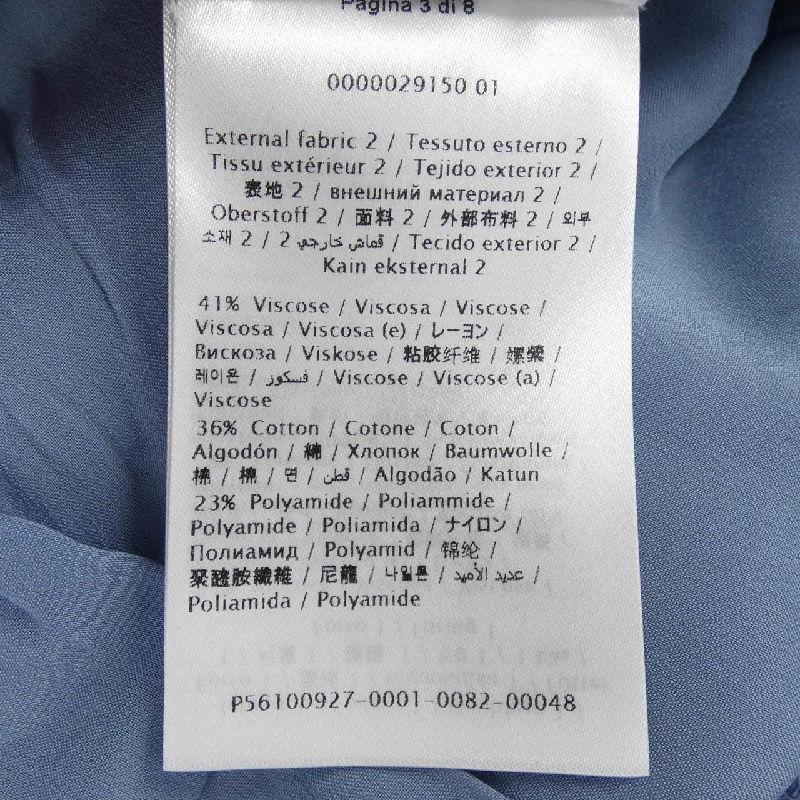 Pagina 3 di 8
0000029150 01
External fabric 2 / Tessuto esterno 2 /
Tissu extérieur 2 / Tejido exterior 2 /
表地 2 / внешний материал 2 /
Oberstoff 2 / 面料 2 / 外部布料 2 / 외부
소재 2 / 2 قماش خارجي / Tecido exterior 2 /
Kain eksternal 2
41% Viscose / Viscosa / Viscose /
Viscosa / Viscosa (e) / レーヨン /
Вискоза / Viskose / 粘胶纤维 / 嫘縈 /
레이온 / فسكوز / Viscose / Viscose (a) /
Viscose
36% Cotton / Cotone / Coton /
Algodón / 綿 / Хлопок / Baumwolle /
棉 / 棉 / 면 / قطن / Algodão / Katun
23% Polyamide / Poliammide /
Polyamide / Poliamida / ナイロン /
Полиамид / Polyamid / 锦纶 /
聚醯胺纖維 / 尼龍 / 나일론 / عديد الأميد /
Poliamida / Polyamide
P56100927-0001-0082-00048